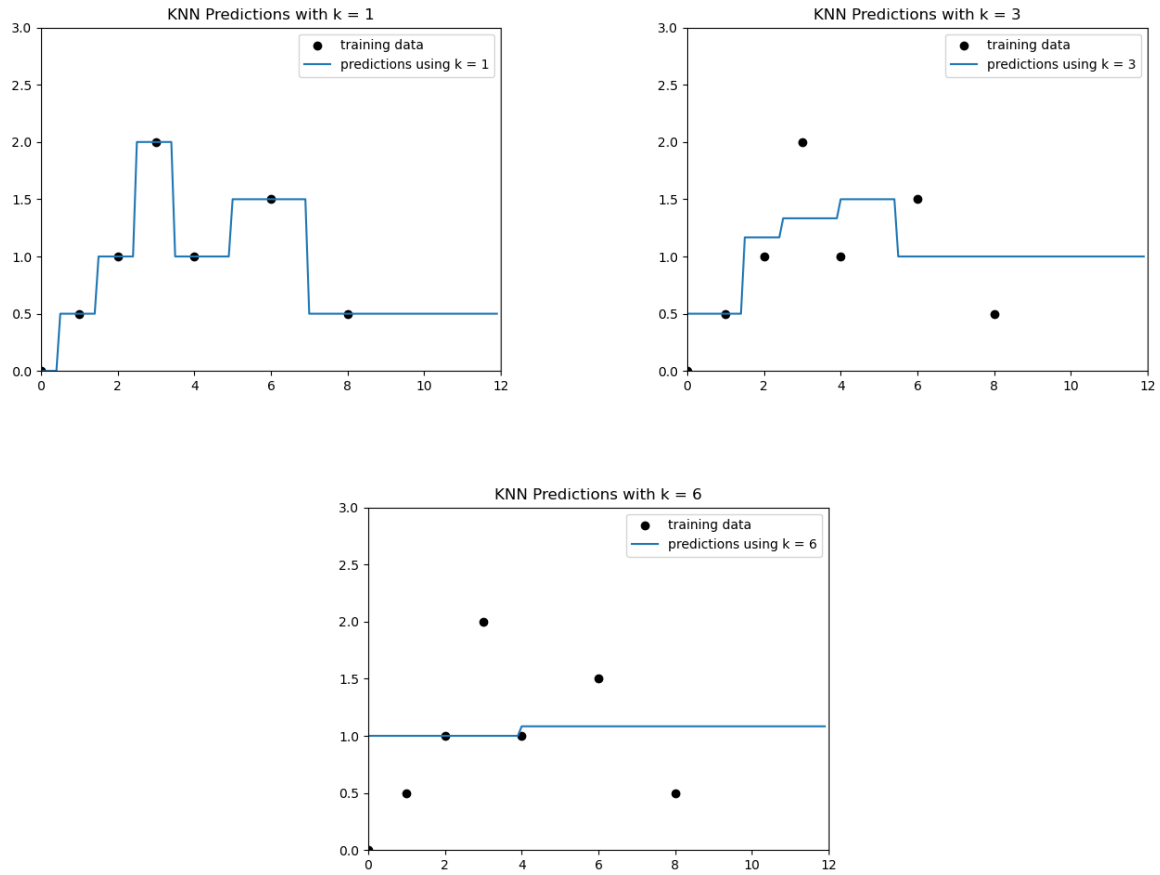 KNN Predictions with k = 1
3.0
training data
predictions using k = 1
2.5
2.0
1.5
1.0
0.5
0.0
0 2 4 6 8 10 12
KNN Predictions with k = 3
3.0
training data
predictions using k = 3
2.5
2.0
1.5
1.0
0.5
0.0
0 2 4 6 8 10 12
KNN Predictions with k = 6
3.0
training data
predictions using k = 6
2.5
2.0
1.5
1.0
0.5
0.0
0 2 4 6 8 10 12